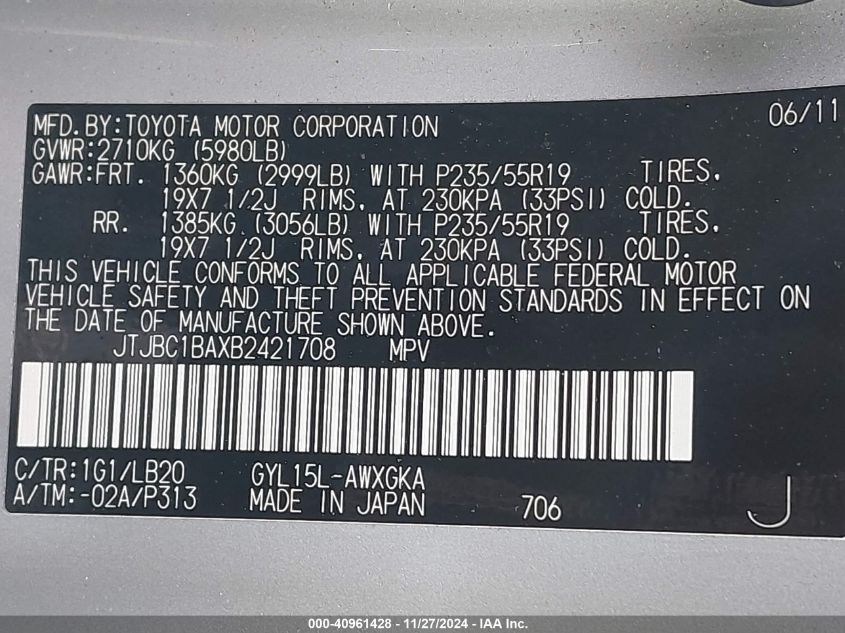 06/11
MFD.BY:TOYOTA MOTOR CORPORATION
GVWR:2710KG (5980LB)
GAWR:FRT. 1360KG (2999LB) WITH P235/55R19 TIRES,
19X7 1/2J RIMS, AT 230KPA (33PSI) COLD.
RR. 1385KG (3056LB) WITH P235/55R19 TIRES,
19X7 1/2J RIMS, AT 230KPA (33PSI) COLD.
THIS VEHICLE CONFORMS TO ALL APPLICABLE FEDERAL MOTOR
VEHICLE SAFETY AND THEFT PREVENTION STANDARDS IN EFFECT ON
THE DATE OF MANUFACTURE SHOWN ABOVE.
JTJBC1BAXB2421708 MPV
C/TR:1G1/LB20 GYL15L-AWXGKA
A/TM:-02A/P313 MADE IN JAPAN 706 J
000-40961428 - 11/27/2024 - IAA Inc.